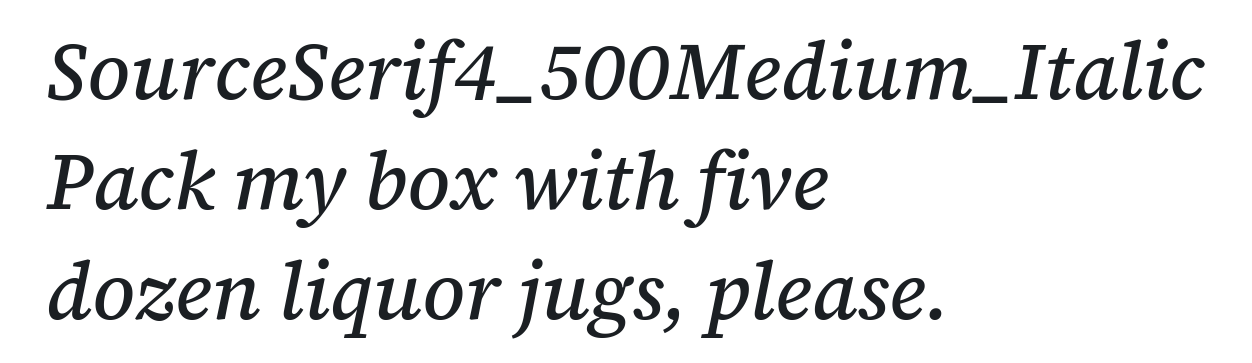 SourceSerif4_500Medium_Italic
Pack my box with five
dozen liquor jugs, please.